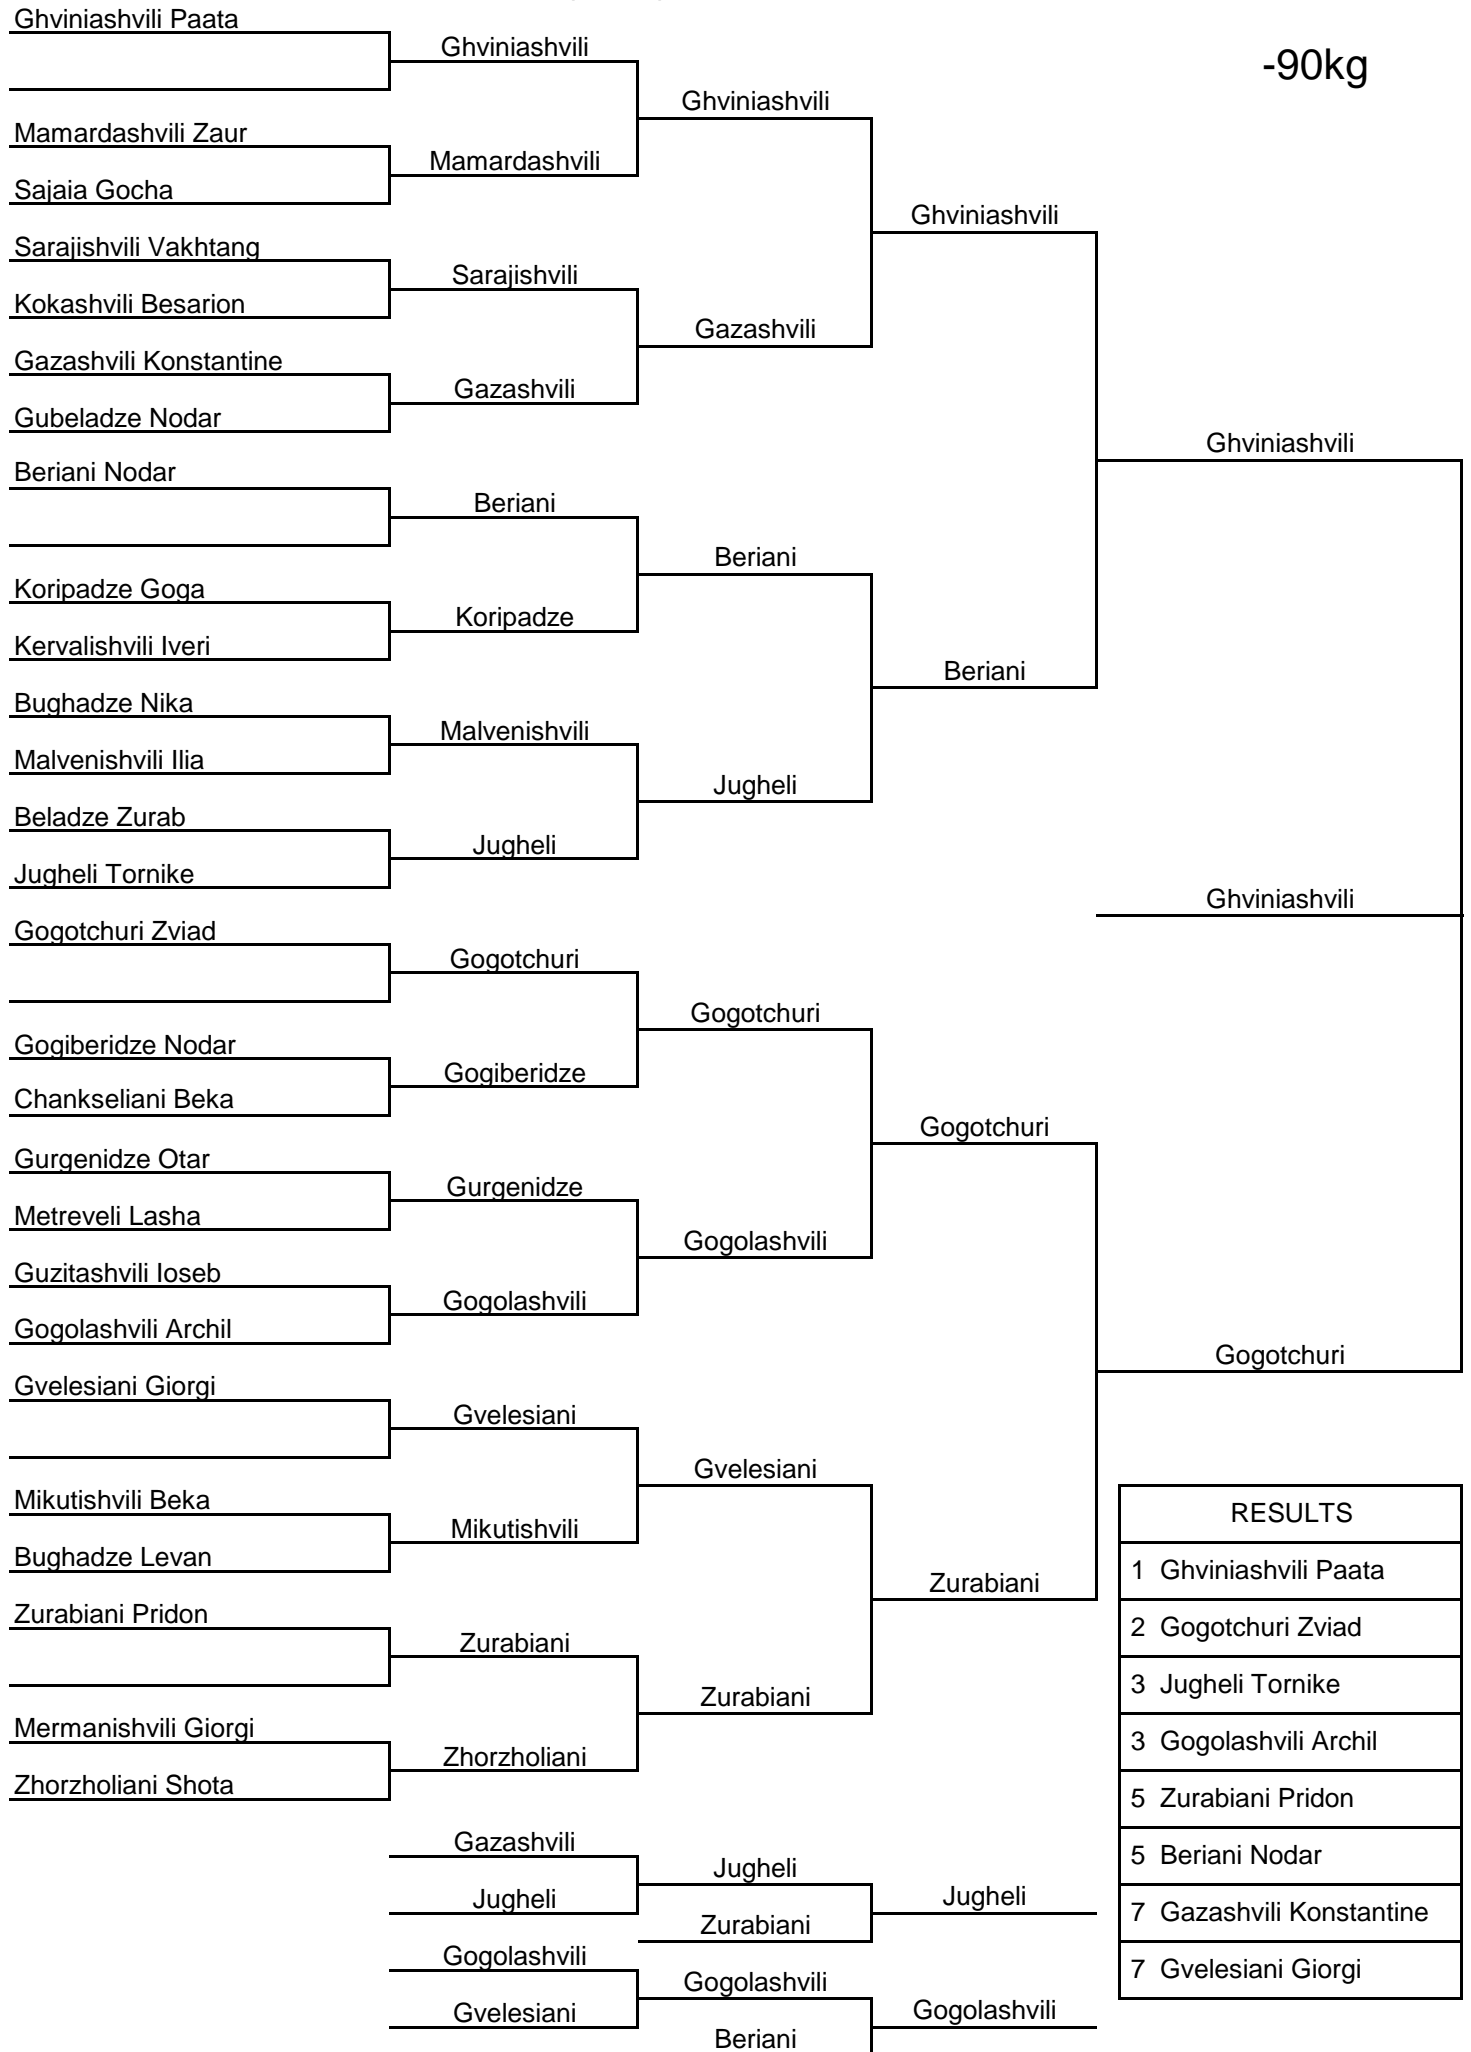 -90kg
Ghviniashvili Paata
Mamardashvili Zaur
Sajaia Gocha
Sarajishvili Vakhtang
Kokashvili Besarion
Gazashvili Konstantine
Gubeladze Nodar
Beriani Nodar
Koripadze Goga
Kervalishvili Iveri
Bughadze Nika
Malvenishvili Ilia
Beladze Zurab
Jugheli Tornike
Gogotchuri Zviad
Gogiberidze Nodar
Chankseliani Beka
Gurgenidze Otar
Metreveli Lasha
Guzitashvili Ioseb
Gogolashvili Archil
Gvelesiani Giorgi
Mikutishvili Beka
Bughadze Levan
Zurabiani Pridon
Mermanishvili Giorgi
Zhorzholiani Shota
Ghviniashvili
Mamardashvili
Sarajishvili
Gazashvili
Beriani
Koripadze
Malvenishvili
Jugheli
Gogotchuri
Gogiberidze
Gurgenidze
Gogolashvili
Gvelesiani
Mikutishvili
Zurabiani
Zhorzholiani
Ghviniashvili
Gazashvili
Beriani
Jugheli
Gogotchuri
Gogolashvili
Gvelesiani
Zurabiani
Ghviniashvili
Beriani
Gogotchuri
Zurabiani
Ghviniashvili
Ghviniashvili
Gogotchuri
Gazashvili
Jugheli
Gogolashvili
Gvelesiani
Jugheli
Zurabiani
Gogolashvili
Beriani
Jugheli
Gogolashvili
RESULTS
1 Ghviniashvili Paata
2 Gogotchuri Zviad
3 Jugheli Tornike
3 Gogolashvili Archil
5 Zurabiani Pridon
5 Beriani Nodar
7 Gazashvili Konstantine
7 Gvelesiani Giorgi